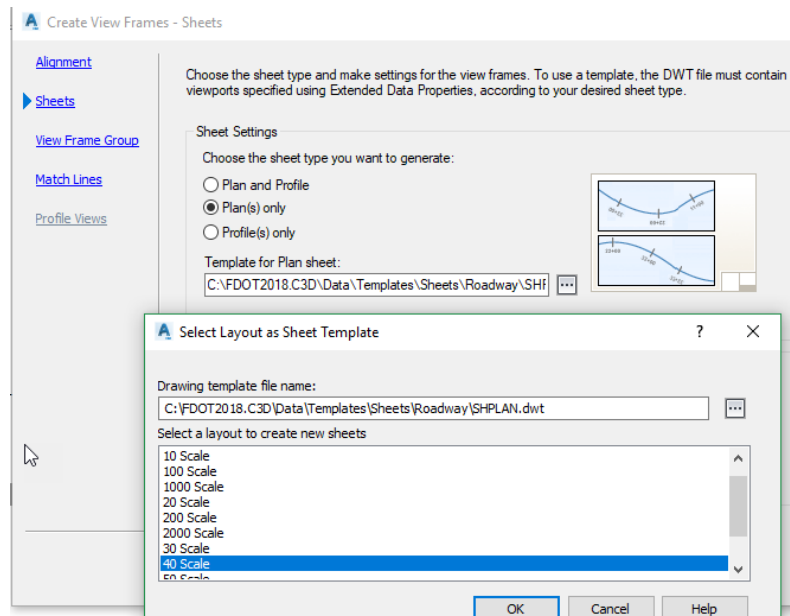 Create View Frames - Sheets
Alignment
Sheets
View Frame Group
Match Lines
Profile Views
Choose the sheet type and make settings for the view frames. To use a template, the DWT file must contain
viewports specified using Extended Data Properties, according to your desired sheet type.
Sheet Settings
Choose the sheet type you want to generate:
Plan and Profile
Plan(s) only
Profile(s) only
Template for Plan sheet:
C:\FDOT2018.C3D\Data\Templates\Sheets\Roadway\SHF
...
Select Layout as Sheet Template
?
Drawing template file name:
C:\FDOT2018.C3D\Data\Templates\Sheets\Roadway\SHPLAN.dwt
...
Select a layout to create new sheets
10 Scale
100 Scale
1000 Scale
20 Scale
200 Scale
2000 Scale
30 Scale
40 Scale
50 Scale
OK
Cancel
Help